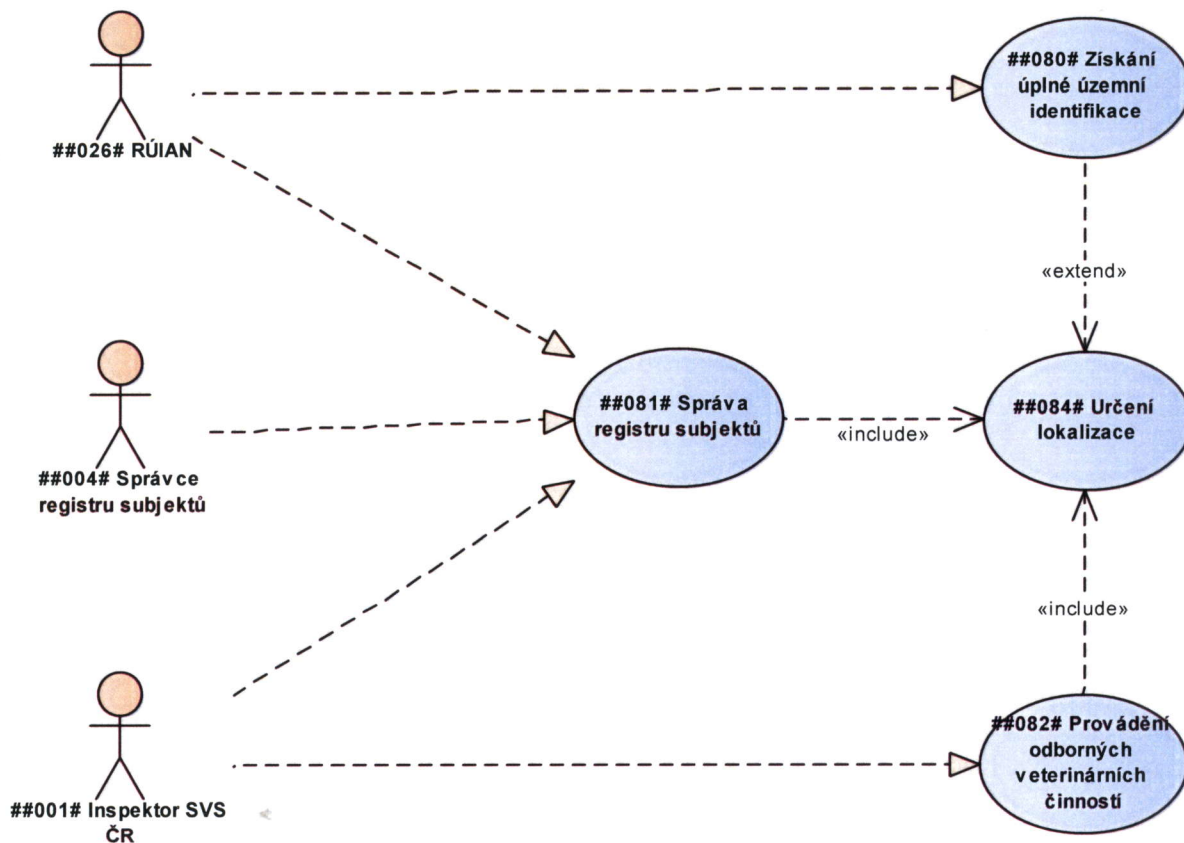 ##026# RÚIAN
##080# Získání
úplné územní
identifikace
«extend»
##004# Správce
registru subjektů
##081# Správa
registru subjektů
«include»
##084# Určení
lokalizace
«include»
##001# Inspektor SVS
ČR
##082# Provádění
odborných
veterinárních
činností